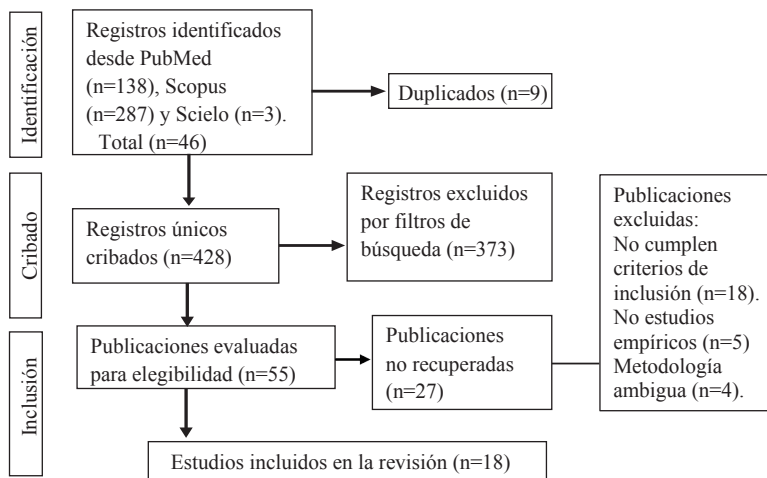 Identificación
Registros identificados
desde PubMed
(n=138), Scopus
(n=287) y Scielo (n=3).
Total (n=46)
Duplicados (n=9)
Cribado
Registros únicos
cribados (n=428)
Registros excluidos
por filtros de
búsqueda (n=373)
Publicaciones
excluidas:
No cumplen
criterios de
inclusión (n=18).
No estudios
empíricos (n=5)
Metodología
ambigua (n=4).
Inclusión
Publicaciones evaluadas
para elegibilidad (n=55)
Publicaciones
no recuperadas
(n=27)
Estudios incluidos en la revisión (n=18)